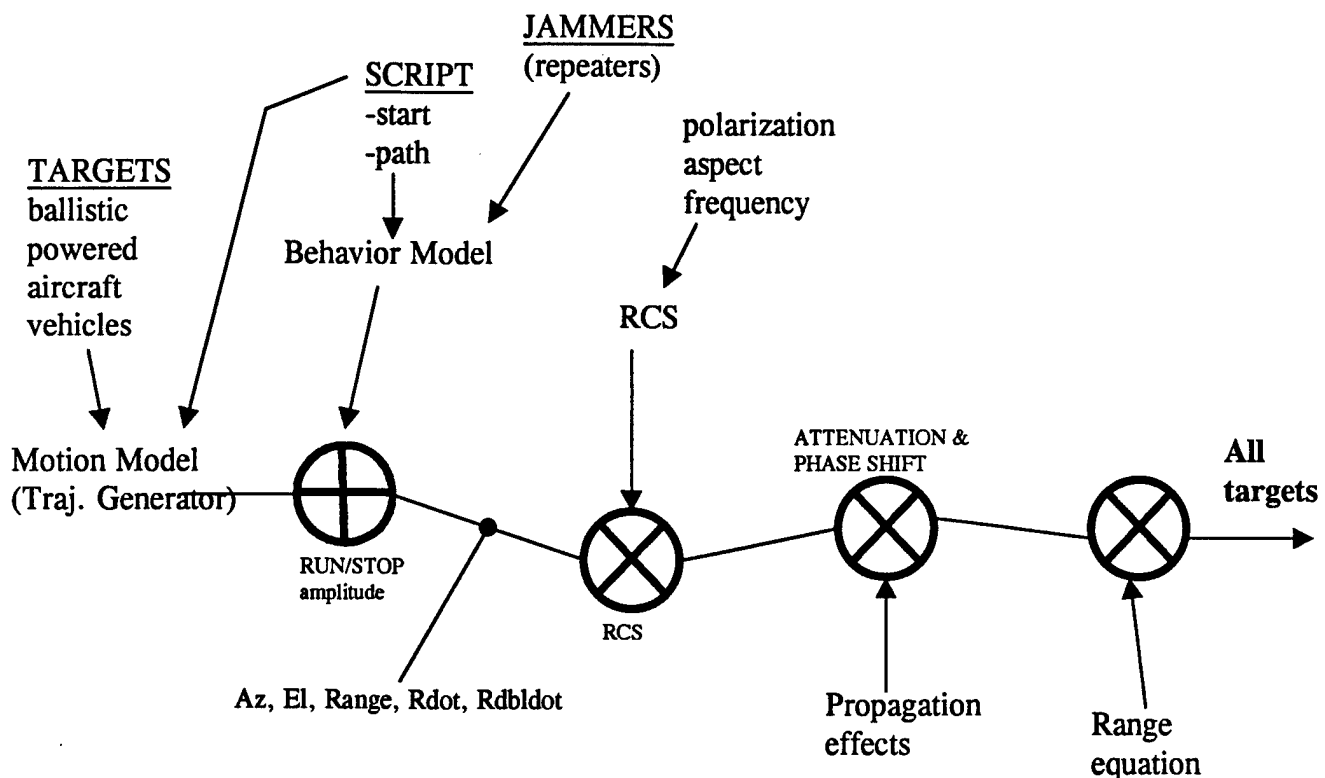 JAMMERS
(repeaters)
SCRIPT
-start
-path
polarization
aspect
frequency
TARGETS
ballistic
powered
aircraft
vehicles
Behavior Model
RCS
Motion Model
(Traj. Generator)
RUN/STOP
amplitude
RCS
ATTENUATION &
PHASE SHIFT
All
targets
Az, El, Range, Rdot, Rdbldot
Propagation
effects
Range
equation